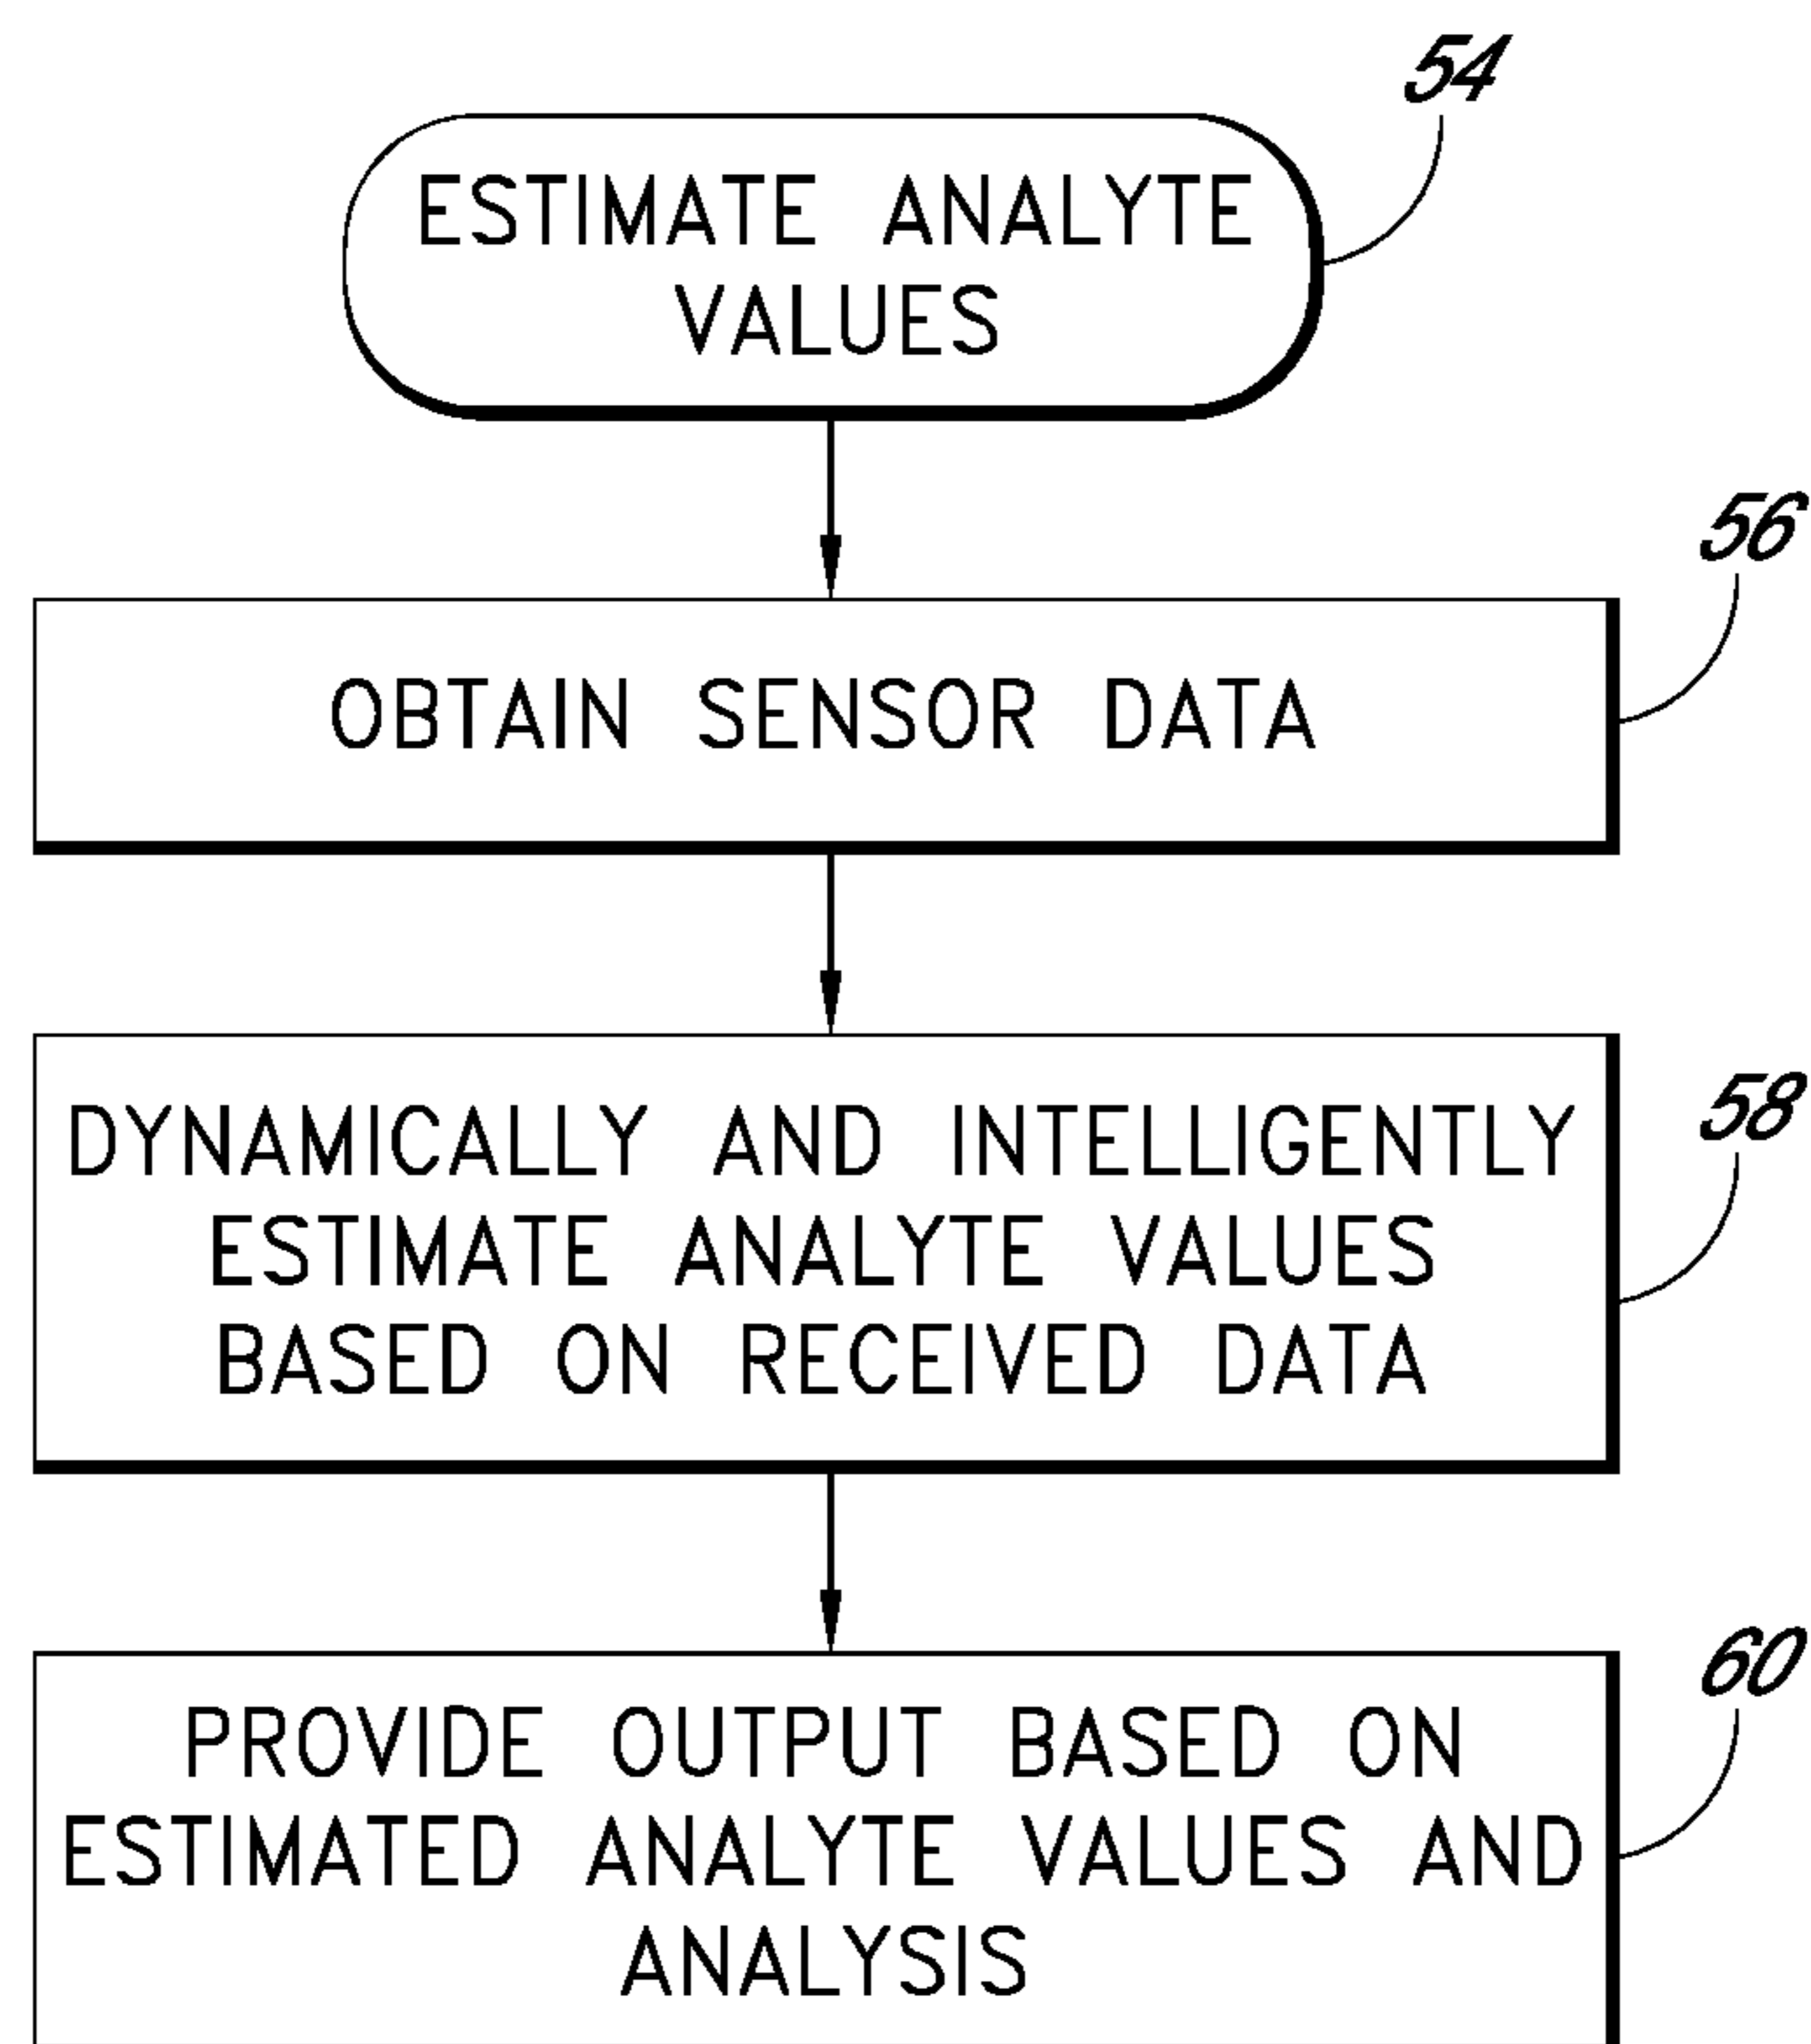 54
ESTIMATE ANALYTE
VALUES
56
OBTAIN SENSOR DATA
58
DYNAMICALLY AND INTELLIGENTLY
ESTIMATE ANALYTE VALUES
BASED ON RECEIVED DATA
60
PROVIDE OUTPUT BASED ON
ESTIMATED ANALYTE VALUES AND
ANALYSIS